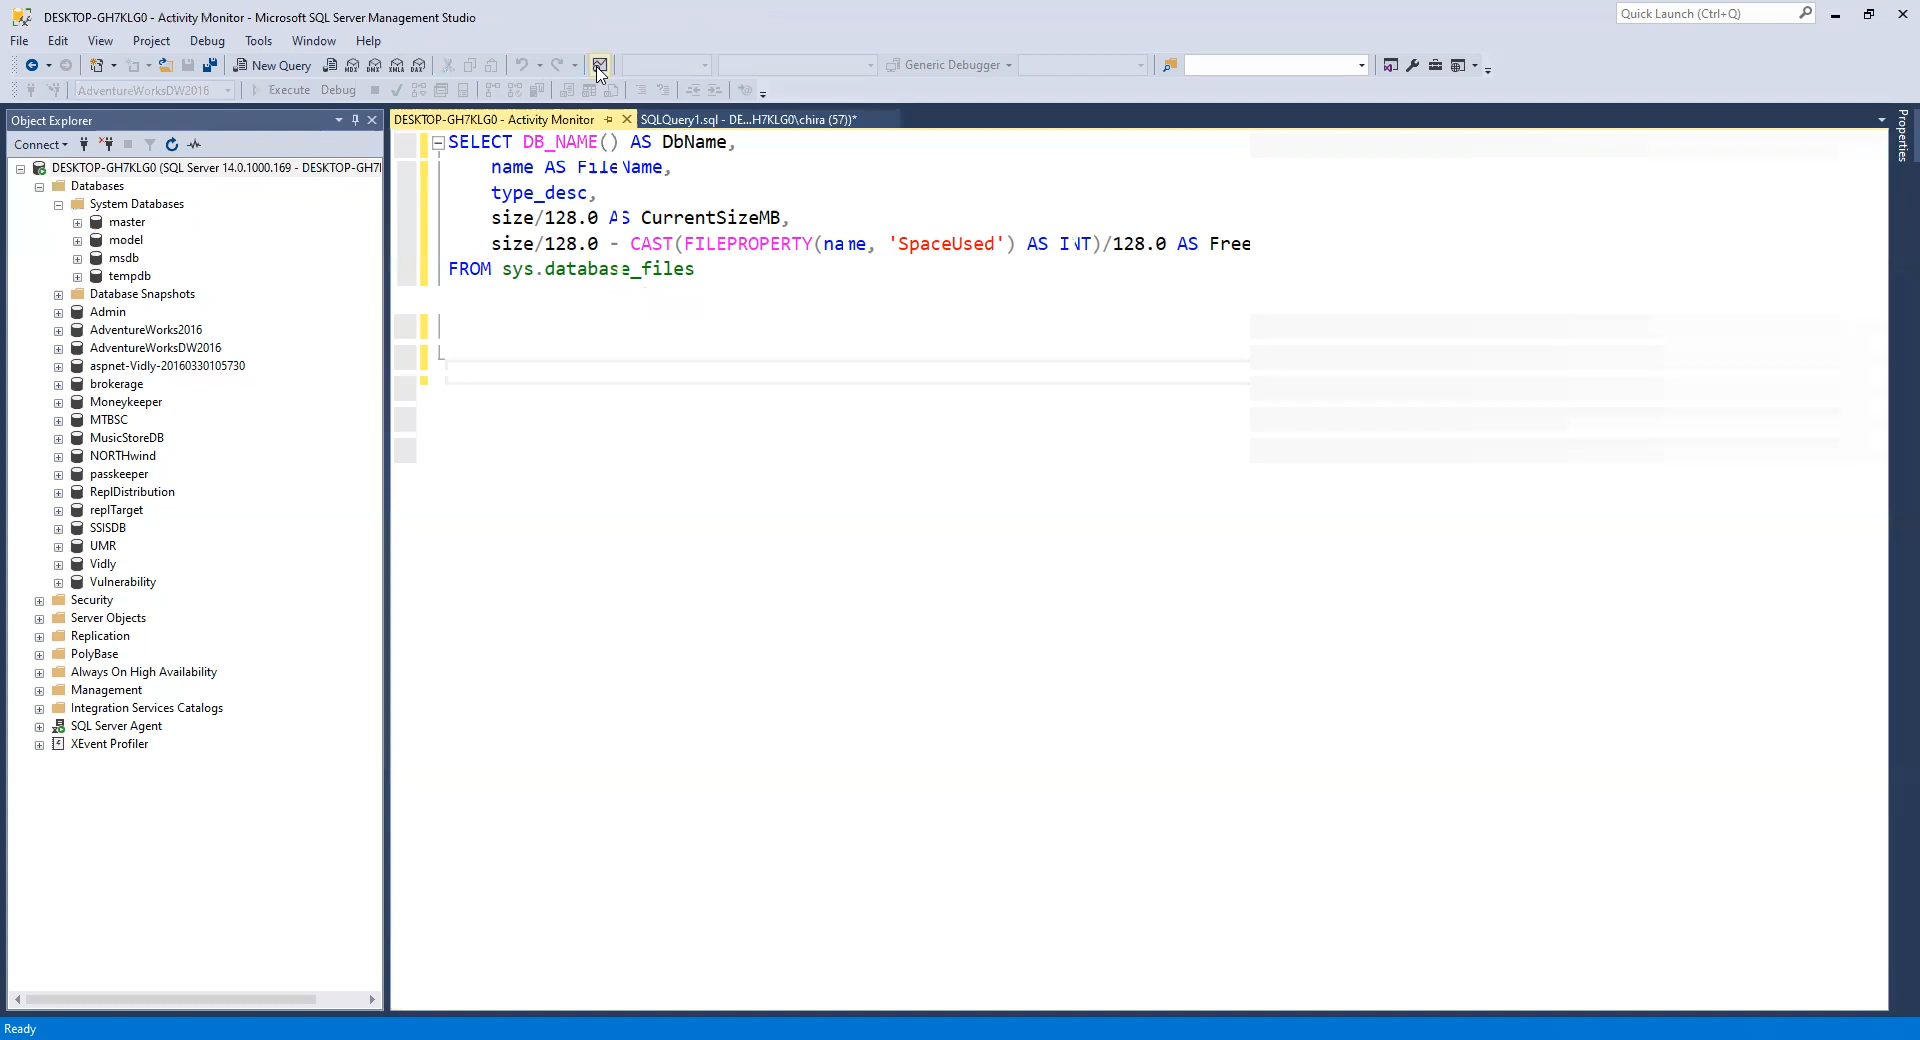 DESKTOP-GH7KLG0 - Activity Monitor - Microsoft SQL Server Management Studio
Quick Launch (Ctrl+Q)
File Edit View Project Debug Tools Window Help
New Query
MDX DMX XMLA DAX
Generic Debugger
AdventureWorksDW2016
Execute Debug
Object Explorer
DESKTOP-GH7KLG0 - Activity Monitor
SQLQuery1.sql - DE...H7KLG0\chira (57))*
Properties
Connect
DESKTOP-GH7KLG0 (SQL Server 14.0.1000.169 - DESKTOP-GH7
Databases
System Databases
master
model
msdb
tempdb
Database Snapshots
Admin
AdventureWorks2016
AdventureWorksDW2016
aspnet-Vidly-20160330105730
brokerage
Moneykeeper
MTBSC
MusicStoreDB
NORTHwind
passkeeper
ReplDistribution
replTarget
SSISDB
UMR
Vidly
Vulnerability
Security
Server Objects
Replication
PolyBase
Always On High Availability
Management
Integration Services Catalogs
SQL Server Agent
XEvent Profiler
SELECT DB_NAME() AS DbName,
name AS FileName,
type_desc,
size/128.0 AS CurrentSizeMB,
size/128.0 - CAST(FILEPROPERTY(name, 'SpaceUsed') AS INT)/128.0 AS Free
FROM sys.database_files
Ready